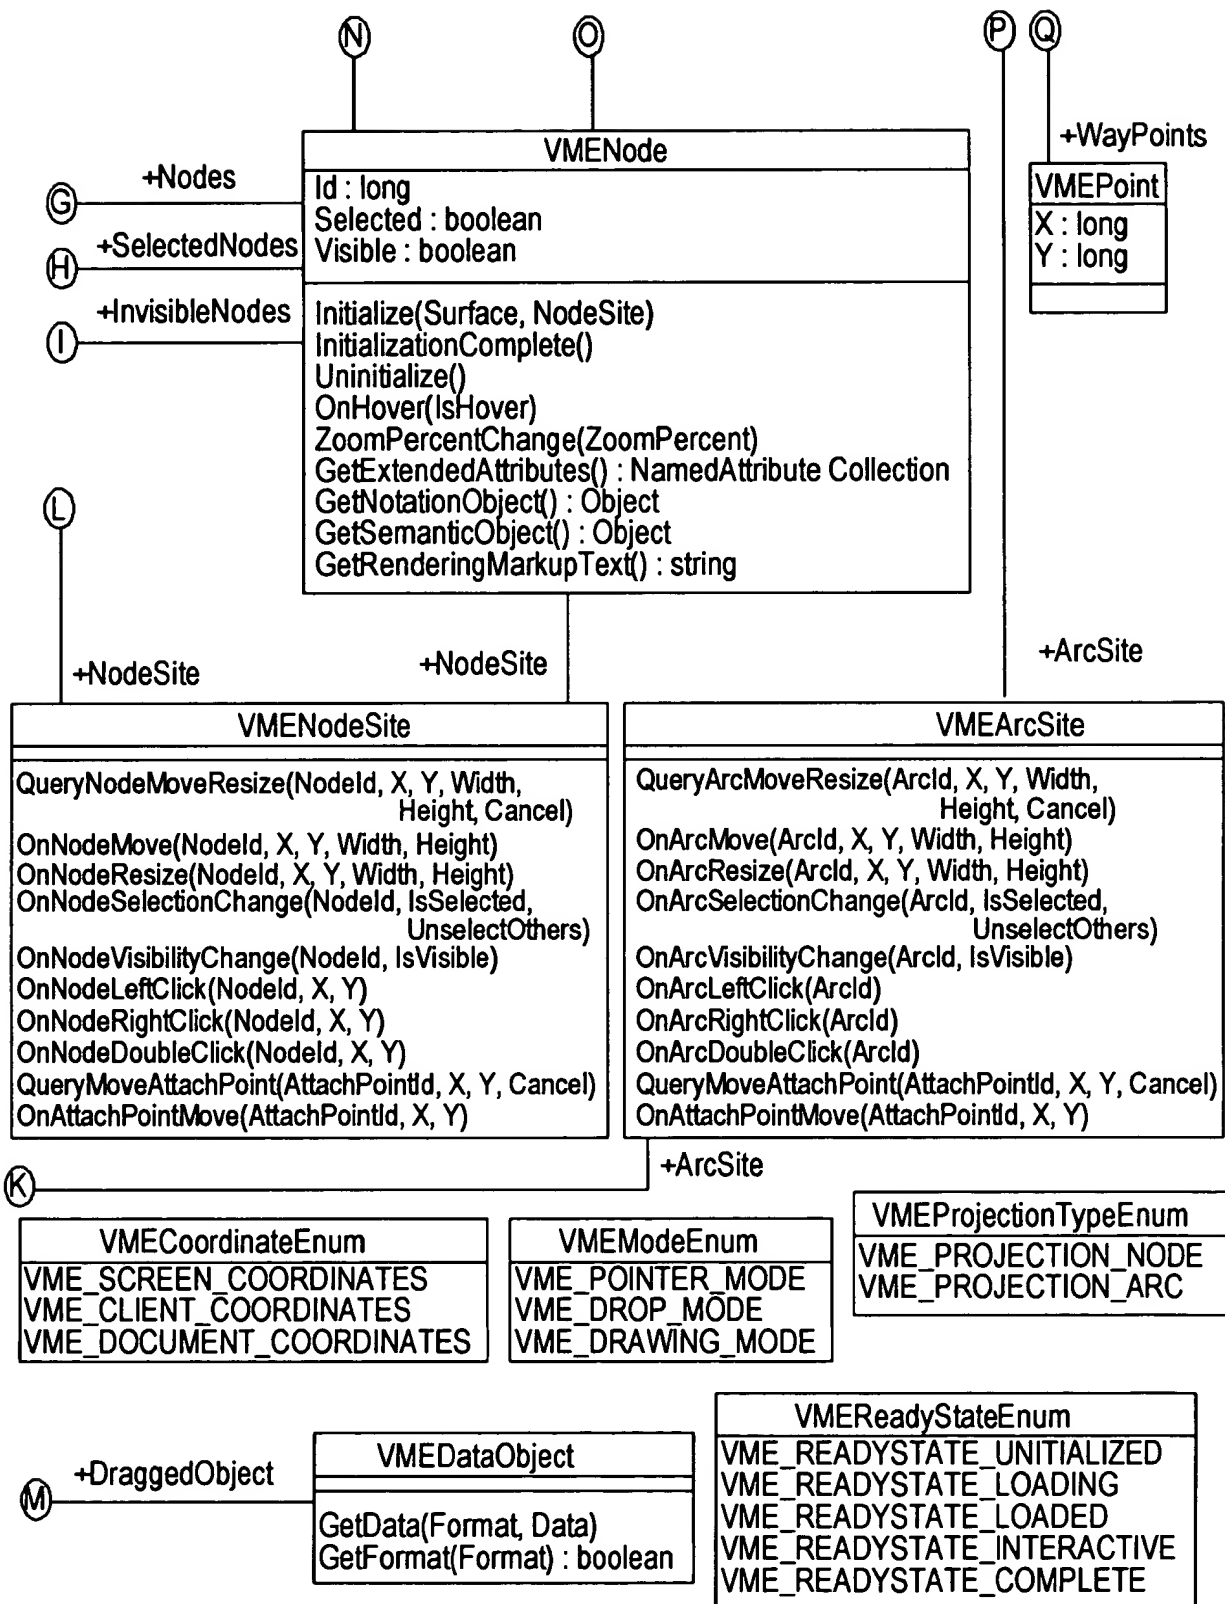 N
O
P
Q
+WayPoints
VMENode
Id : long
Selected : boolean
Visible : boolean
Initialize(Surface, NodeSite)
InitializationComplete()
Uninitialize()
OnHover(IsHover)
ZoomPercentChange(ZoomPercent)
GetExtendedAttributes() : NamedAttribute Collection
GetNotationObject() : Object
GetSemanticObject() : Object
GetRenderingMarkupText() : string
G
+Nodes
H
+SelectedNodes
I
+InvisibleNodes
VMEPoint
X : long
Y : long
L
+NodeSite
+NodeSite
+ArcSite
VMENodeSite
QueryNodeMoveResize(NodeId, X, Y, Width,
Height, Cancel)
OnNodeMove(NodeId, X, Y, Width, Height)
OnNodeResize(NodeId, X, Y, Width, Height)
OnNodeSelectionChange(NodeId, IsSelected,
UnselectOthers)
OnNodeVisibilityChange(NodeId, IsVisible)
OnNodeLeftClick(NodeId, X, Y)
OnNodeRightClick(NodeId, X, Y)
OnNodeDoubleClick(NodeId, X, Y)
QueryMoveAttachPoint(AttachPointId, X, Y, Cancel)
OnAttachPointMove(AttachPointId, X, Y)
VMEArcSite
QueryArcMoveResize(ArcId, X, Y, Width,
Height, Cancel)
OnArcMove(ArcId, X, Y, Width, Height)
OnArcResize(ArcId, X, Y, Width, Height)
OnArcSelectionChange(ArcId, IsSelected,
UnselectOthers)
OnArcVisibilityChange(ArcId, IsVisible)
OnArcLeftClick(ArcId)
OnArcRightClick(ArcId)
OnArcDoubleClick(ArcId)
QueryMoveAttachPoint(AttachPointId, X, Y, Cancel)
OnAttachPointMove(AttachPointId, X, Y)
K
+ArcSite
VMECoordinateEnum
VME_SCREEN_COORDINATES
VME_CLIENT_COORDINATES
VME_DOCUMENT_COORDINATES
VMEModeEnum
VME_POINTER_MODE
VME_DROP_MODE
VME_DRAWING_MODE
VMEProjectionTypeEnum
VME_PROJECTION_NODE
VME_PROJECTION_ARC
M
+DraggedObject
VMEDataObject
GetData(Format, Data)
GetFormat(Format) : boolean
VMEReadyStateEnum
VME_READYSTATE_UNITIALIZED
VME_READYSTATE_LOADING
VME_READYSTATE_LOADED
VME_READYSTATE_INTERACTIVE
VME_READYSTATE_COMPLETE